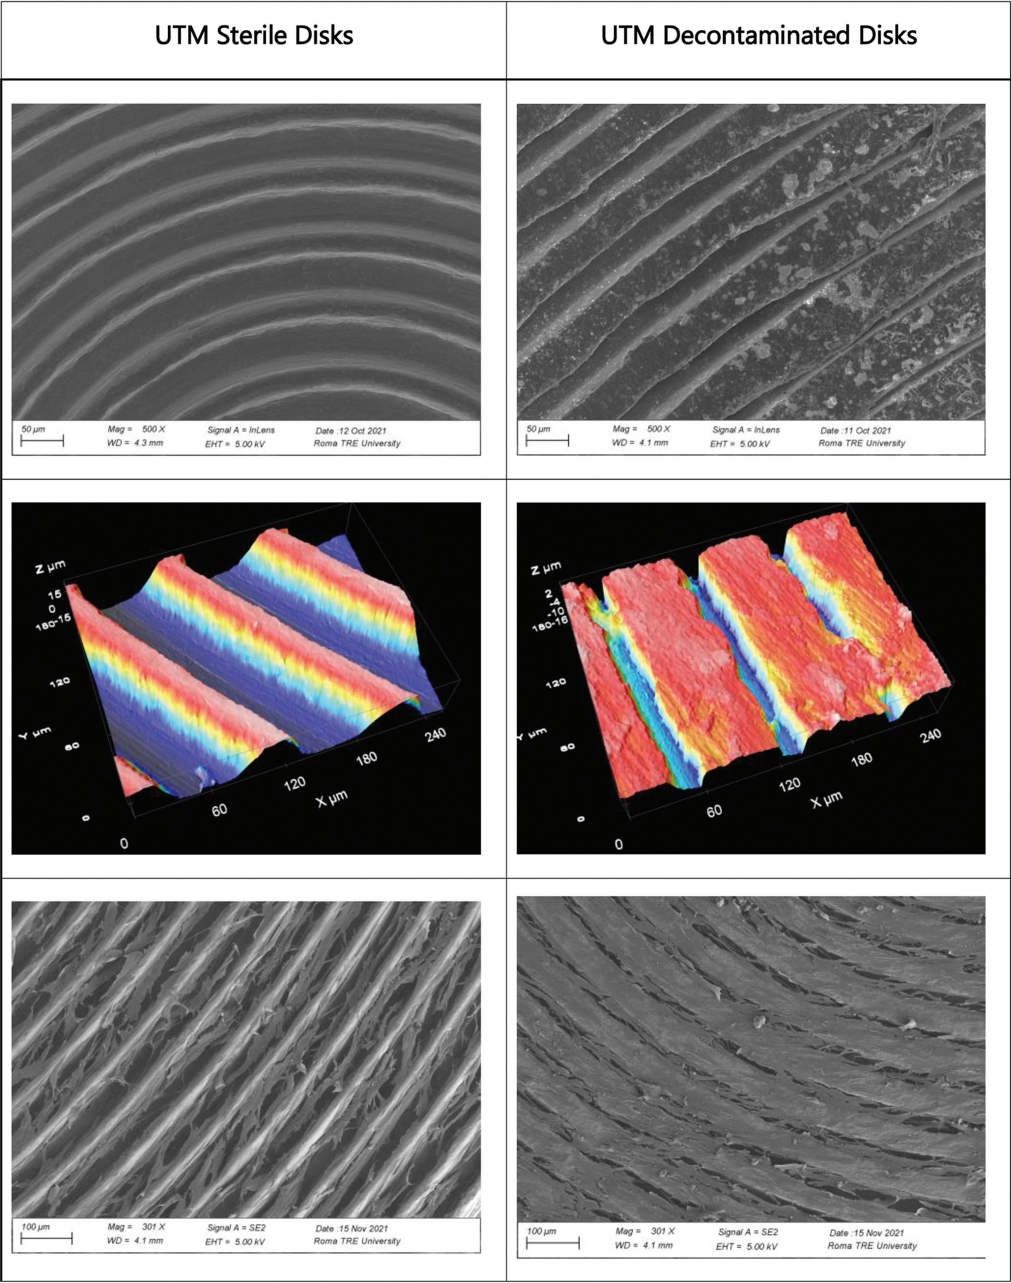 UTM Sterile Disks
UTM Decontaminated Disks
50 µm
Mag = 500 X
Signal A = InLens
Date :12 Oct 2021
WD = 4.3 mm
EHT = 5.00 kV
Roma TRE University
50 µm
Mag = 500 X
Signal A = InLens
Date :11 Oct 2021
WD = 4.1 mm
EHT = 5.00 kV
Roma TRE University
Z µm
15
0
180-15
120
Y µm
60
0
0
60
120
X µm
180
240
Z µm
2
-4
-10
180-16
120
Y µm
60
0
0
60
120
X µm
180
240
100 µm
Mag = 301 X
Signal A = SE2
Date :15 Nov 2021
WD = 4.1 mm
EHT = 5.00 kV
Roma TRE University
100 µm
Mag = 301 X
Signal A = SE2
Date :15 Nov 2021
WD = 4.1 mm
EHT = 5.00 kV
Roma TRE University